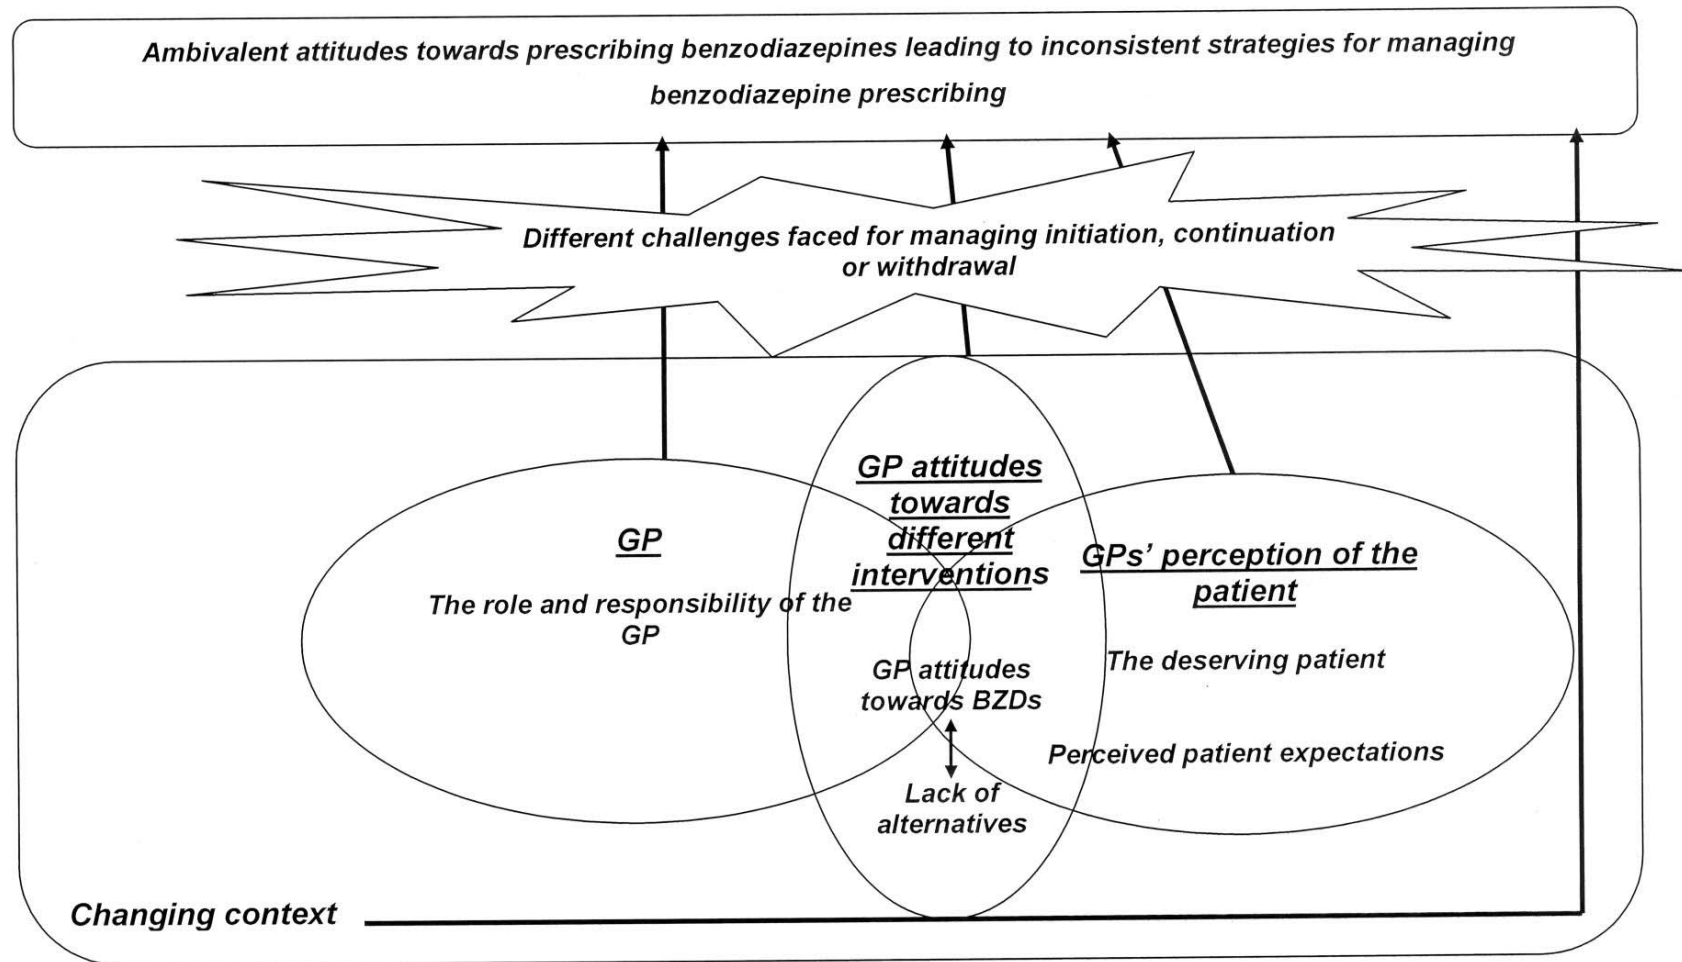 Ambivalent attitudes towards prescribing benzodiazepines leading to inconsistent strategies for managing
benzodiazepine prescribing
Different challenges faced for managing initiation, continuation
or withdrawal
GP
The role and responsibility of the
GP
GP attitudes
towards
different
interventions
GP attitudes
towards BZDs
Lack of
alternatives
GPs’ perception of the
patient
The deserving patient
Perceived patient expectations
Changing context